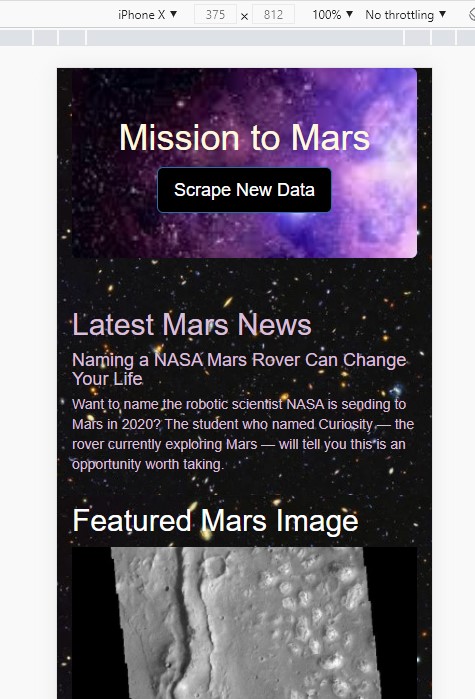 iPhone X ▼ 375 × 812 100% ▼ No throttling ▼
Mission to Mars
Scrape New Data
Latest Mars News
Naming a NASA Mars Rover Can Change
Your Life
Want to name the robotic scientist NASA is sending to
Mars in 2020? The student who named Curiosity — the
rover currently exploring Mars — will tell you this is an
opportunity worth taking.
Featured Mars Image